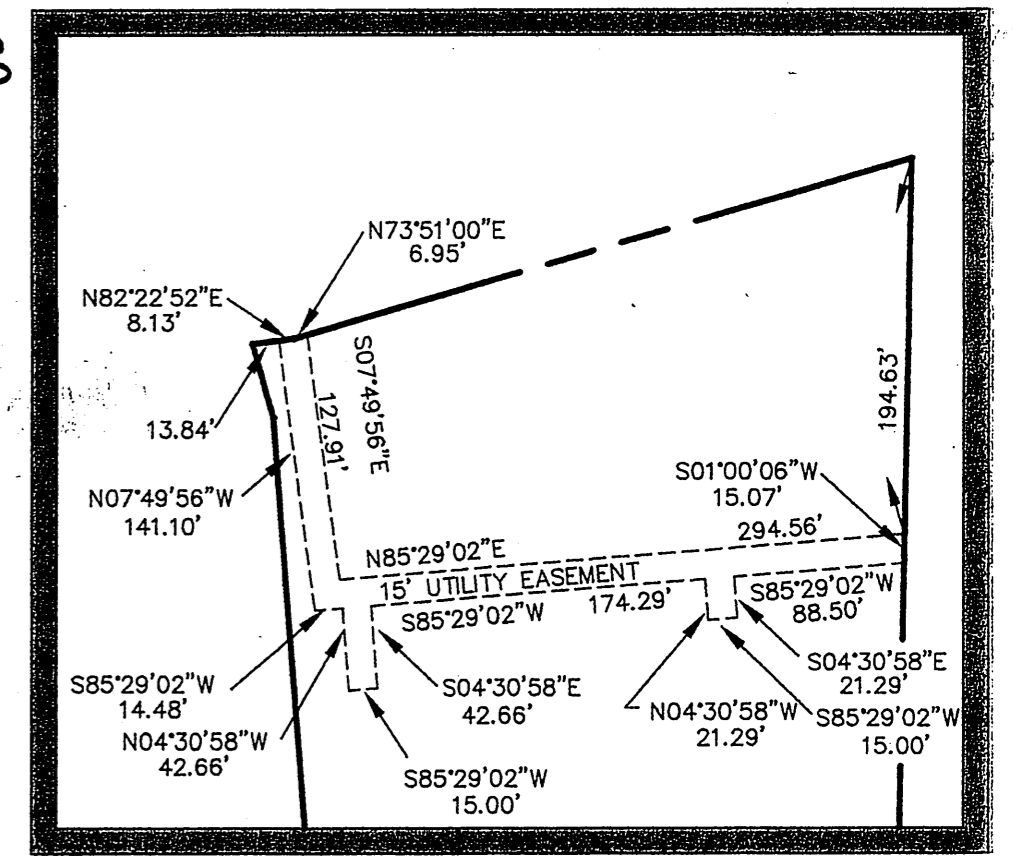 N73°51'00"E
6.95'
N82°22'52"E
8.13'
13.84'
S07°49'56"E
127.91'
194.63'
N07°49'56"W
141.10'
S01°00'06"W
15.07'
294.56'
N85°29'02"E
15' UTILITY EASEMENT
S85°29'02"W
174.29'
S85°29'02"W
88.50'
S85°29'02"W
14.48'
N04°30'58"W
42.66'
S04°30'58"E
42.66'
S85°29'02"W
15.00'
N04°30'58"W
21.29'
S04°30'58"E
21.29'
S85°29'02"W
15.00'